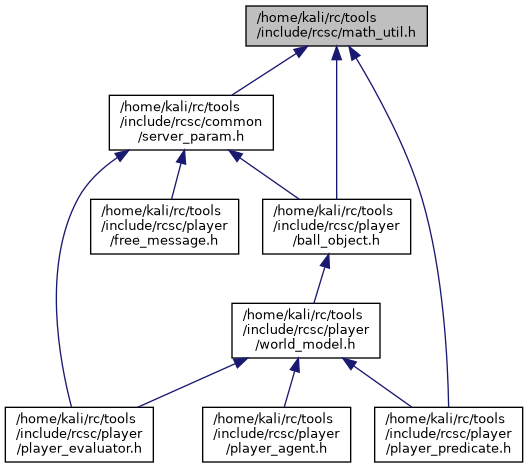 /home/kali/rc/tools
/include/rcsc/math_util.h
/home/kali/rc/tools
/include/rcsc/common
/server_param.h
/home/kali/rc/tools
/include/rcsc/player
/free_message.h
/home/kali/rc/tools
/include/rcsc/player
/ball_object.h
/home/kali/rc/tools
/include/rcsc/player
/world_model.h
/home/kali/rc/tools
/include/rcsc/player
/player_evaluator.h
/home/kali/rc/tools
/include/rcsc/player
/player_agent.h
/home/kali/rc/tools
/include/rcsc/player
/player_predicate.h